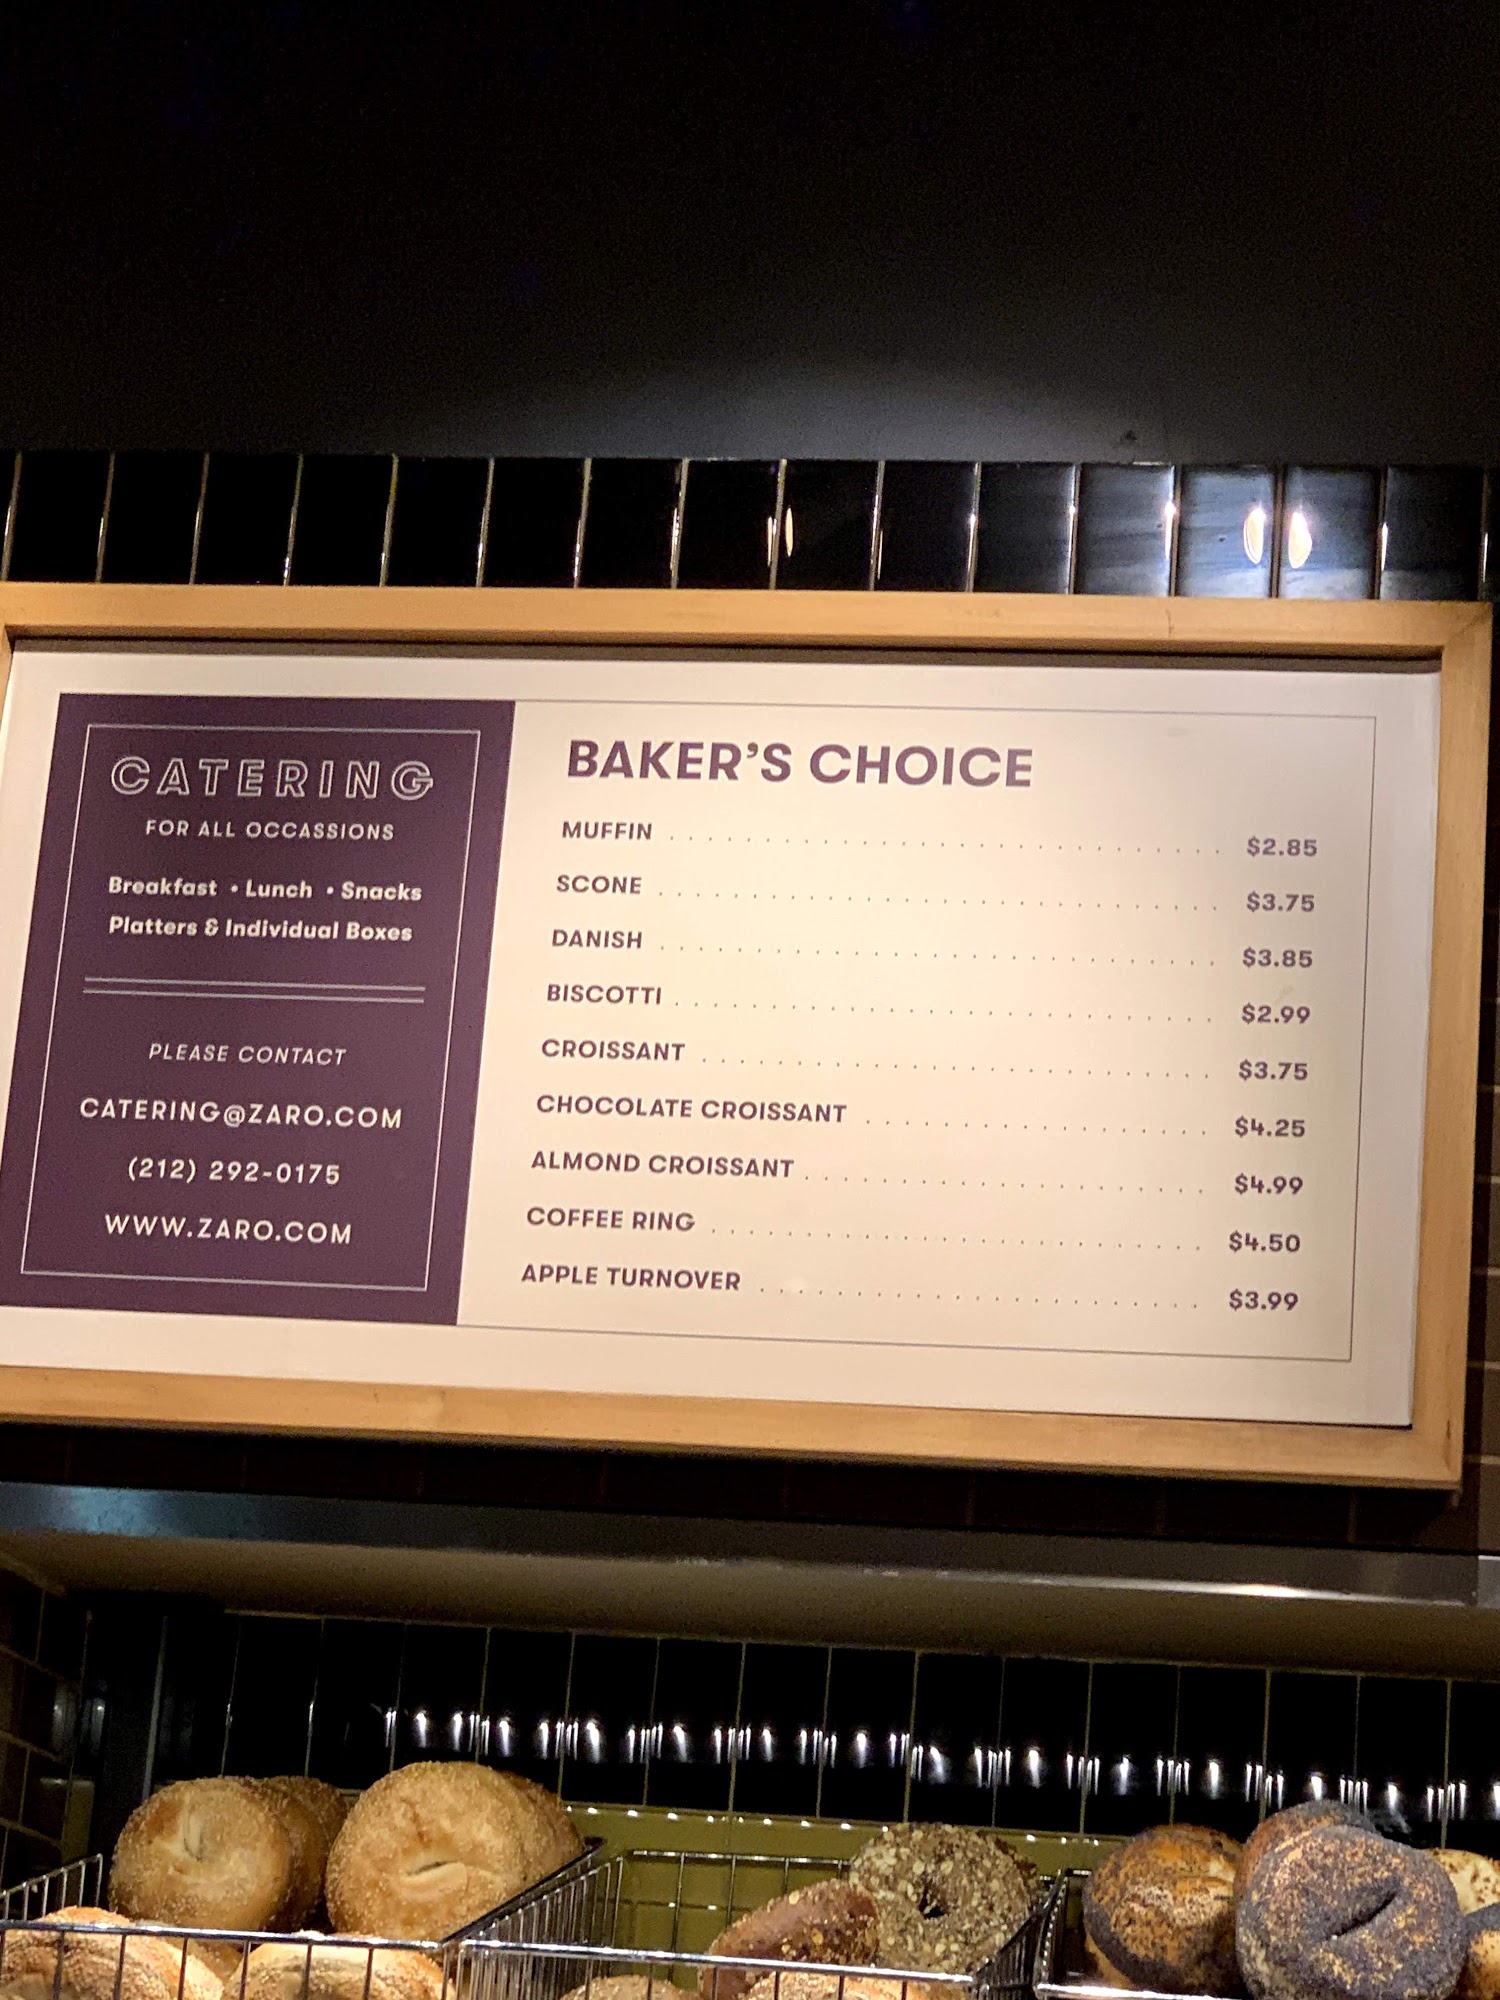 CATERING
FOR ALL OCCASSIONS
Breakfast • Lunch • Snacks
Platters & Individual Boxes
PLEASE CONTACT
CATERING@ZARO.COM
(212) 292-0175
WWW.ZARO.COM
BAKER'S CHOICE
MUFFIN $2.85
SCONE $3.75
DANISH $3.85
BISCOTTI $2.99
CROISSANT $3.75
CHOCOLATE CROISSANT $4.25
ALMOND CROISSANT $4.99
COFFEE RING $4.50
APPLE TURNOVER $3.99